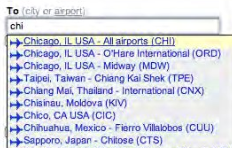 To (city or airport)
chi
Chicago, IL USA - All airports (CHI)
Chicago, IL USA - O'Hare International (ORD)
Chicago, IL USA - Midway (MDW)
Taipei, Taiwan - Chiang Kai Shek (TPE)
Chiang Mai, Thailand - International (CNX)
Chisinau, Moldova (KIV)
Chico, CA USA (CIC)
Chihuahua, Mexico - Fierro Villalobos (CUU)
Sapporo, Japan - Chitose (CTS)